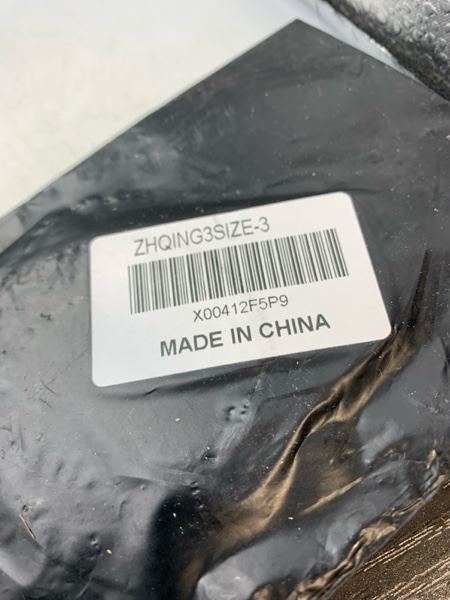 ZHQING3SIZE-3
X00412F5P9
MADE IN CHINA